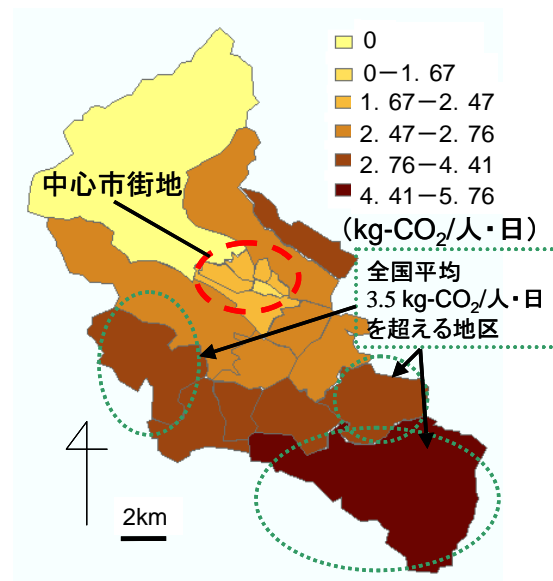 0
0－1. 67
1. 67－2. 47
2. 47－2. 76
2. 76－4. 41
4. 41－5. 76
(kg-CO₂/人・日)
中心市街地
全国平均
3.5 kg-CO₂/人・日
を超える地区
2km